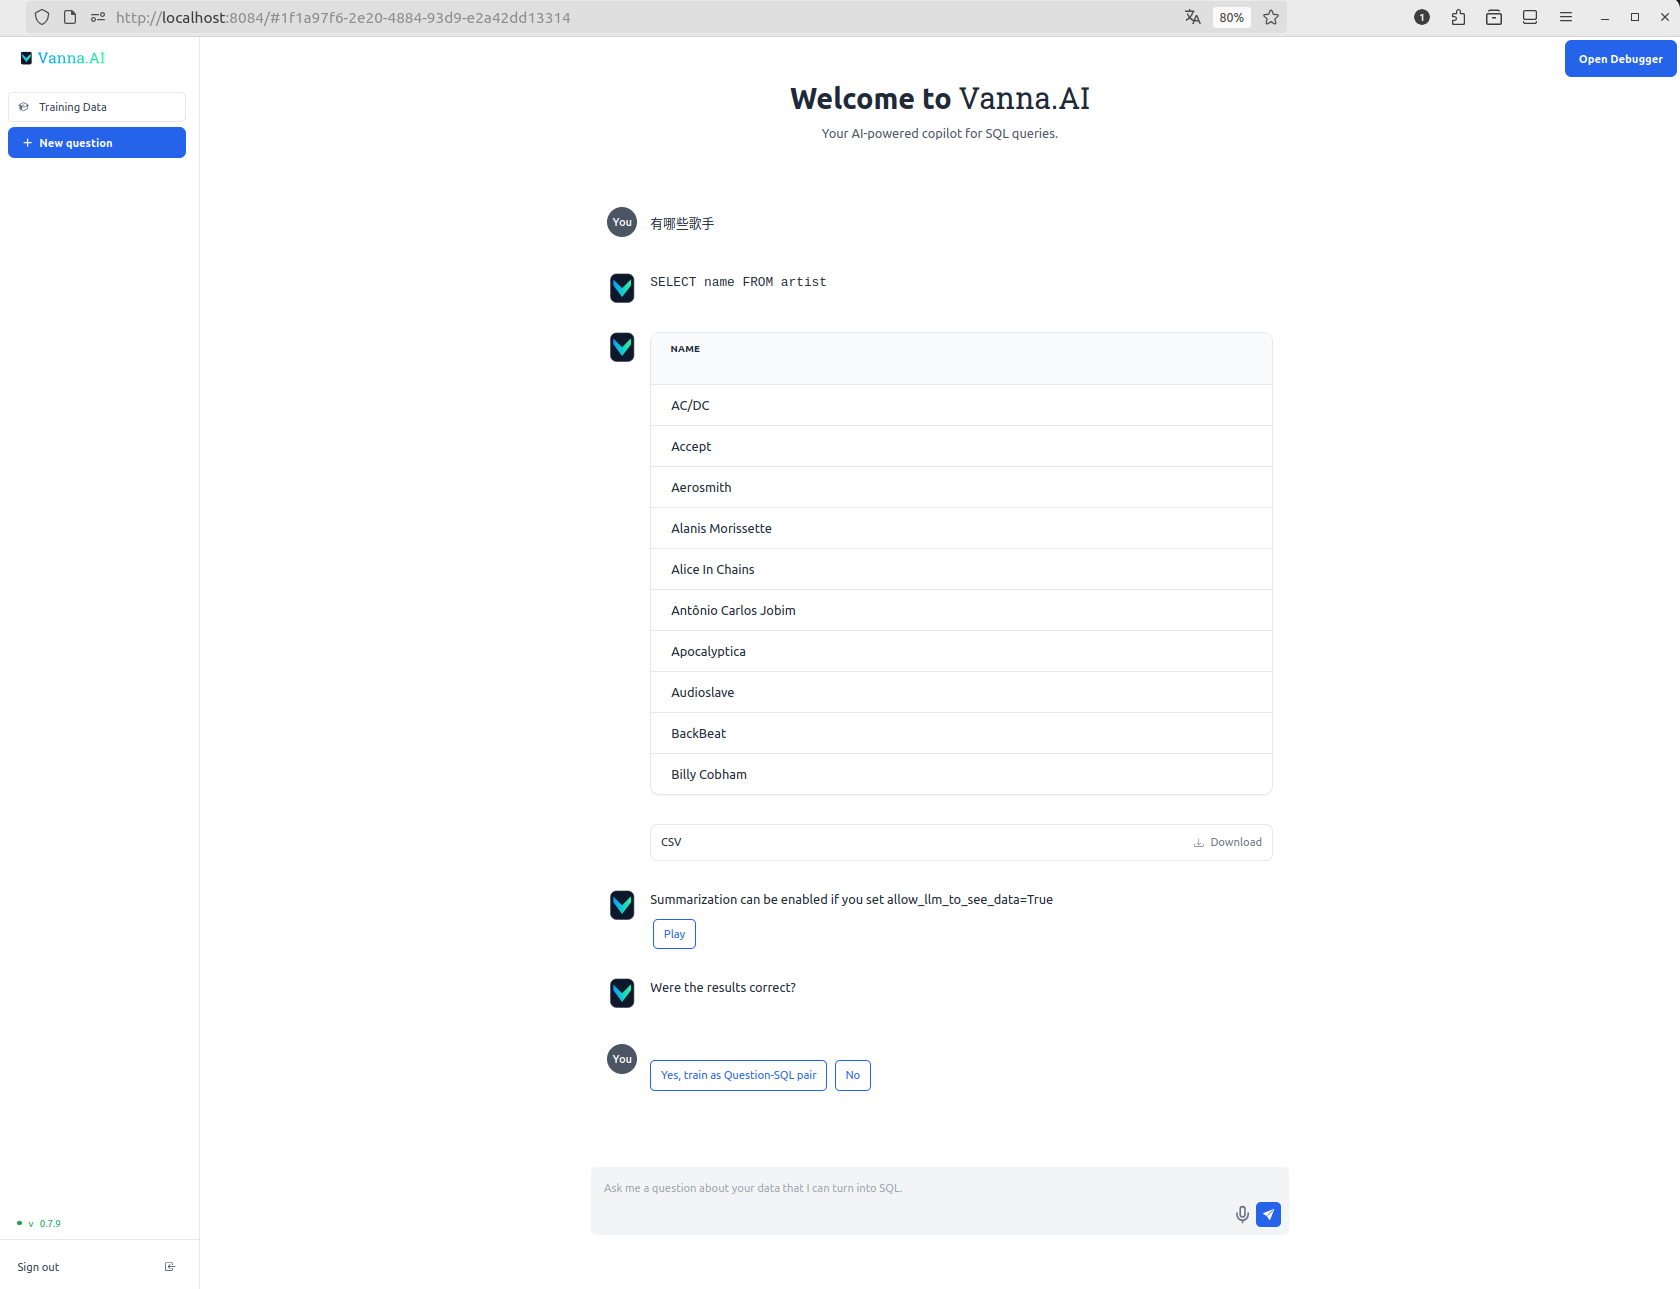 http://localhost:8084/#1f1a97f6-2e20-4884-93d9-e2a42dd13314
80%
1
Vanna.AI
Open Debugger
Training Data
+ New question
Welcome to Vanna.AI
Your AI-powered copilot for SQL queries.
You
有哪些歌手
SELECT name FROM artist
NAME
AC/DC
Accept
Aerosmith
Alanis Morissette
Alice In Chains
Antônio Carlos Jobim
Apocalyptica
Audioslave
BackBeat
Billy Cobham
CSV
Download
Summarization can be enabled if you set allow_llm_to_see_data=True
Play
Were the results correct?
You
Yes, train as Question-SQL pair
No
Ask me a question about your data that I can turn into SQL.
v 0.7.9
Sign out